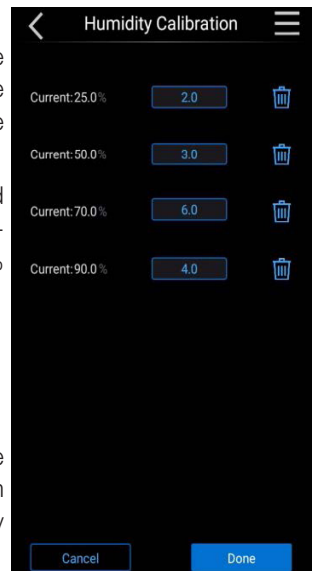 Humidity Calibration
Current:25.0% 2.0
Current:50.0% 3.0
Current:70.0% 6.0
Current:90.0% 4.0
Cancel Done